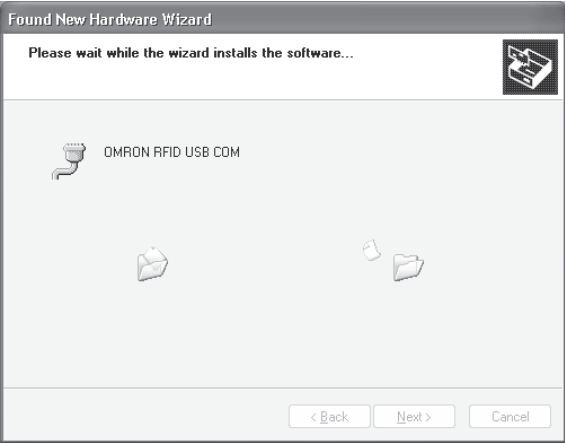 Found New Hardware Wizard
Please wait while the wizard installs the software...
OMRON RFID USB COM
< Back
Next >
Cancel